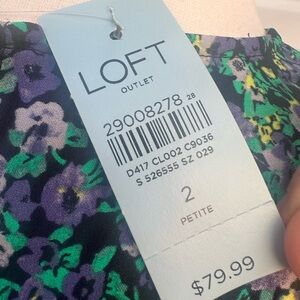 LOFT
OUTLET
29008278 28
D417 CL002 C9036
S 526555 SZ 029
2
PETITE
$79.99